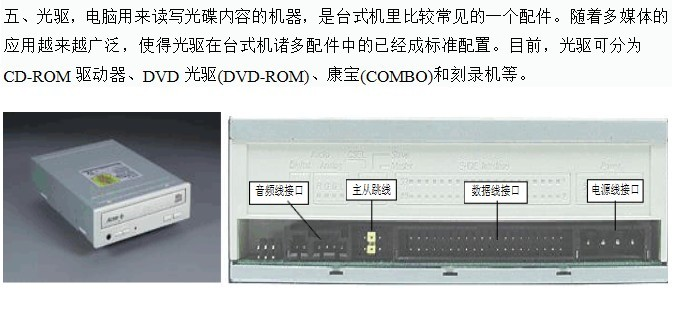 五、光驱，电脑用来读写光碟内容的机器，是台式机里比较常见的一个配件。随着多媒体的
应用越来越广泛，使得光驱在台式机诸多配件中的已经成标准配置。目前，光驱可分为
CD-ROM 驱动器、DVD 光驱(DVD-ROM)、康宝(COMBO)和刻录机等。
音频线接口
主从跳线
数据线接口
电源线接口